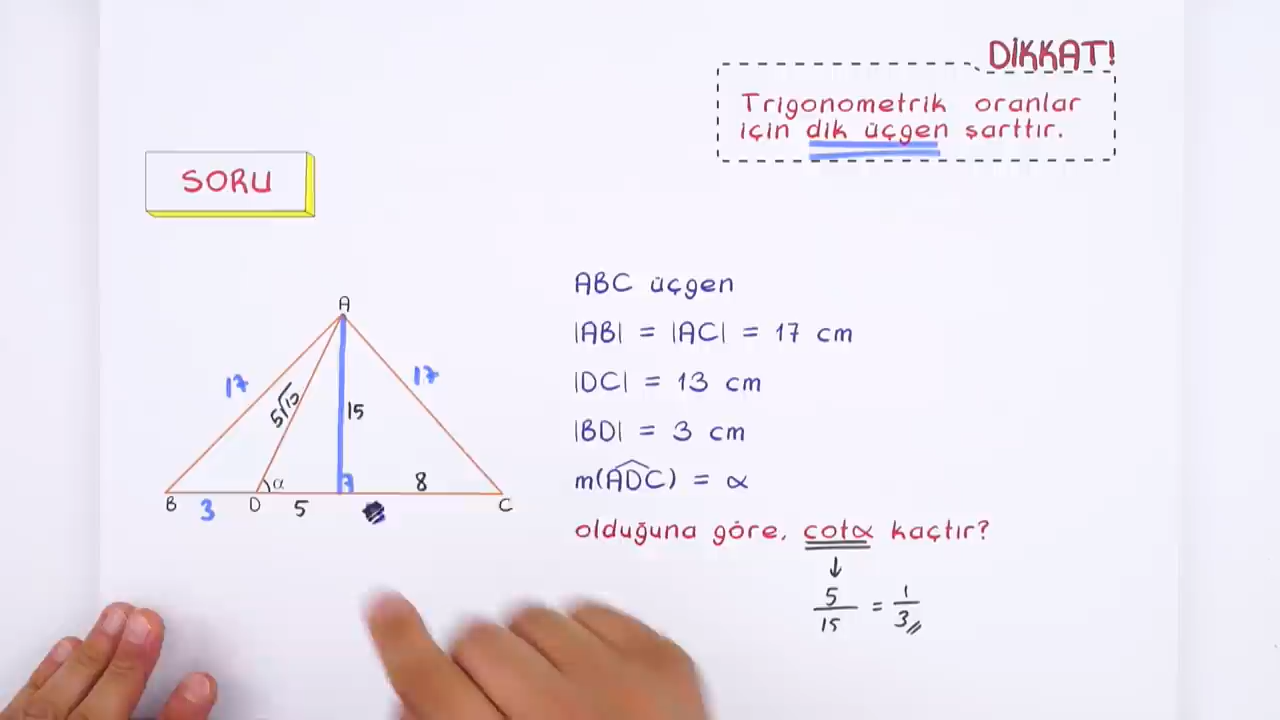 DİKKAT!
Trigonometrik oranlar
için dik üçgen şarttır.
SORU
ABC üçgen
|AB| = |AC| = 17 cm
|DC| = 13 cm
|BD| = 3 cm
m(ADC) = α
olduğuna göre, cotα kaçtır?
↓
5/15 = 1/3
A
17
17
5√10
15
α
8
B
3
D
5
C